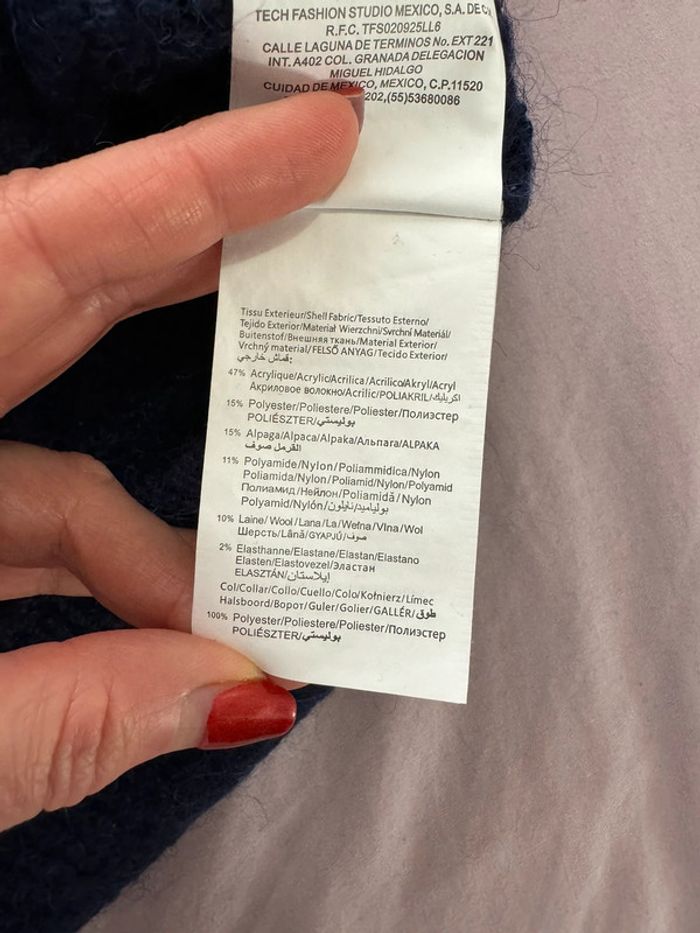 TECH FASHION STUDIO MEXICO, S.A. DE CV
R.F.C. TFS020925LL6
CALLE LAGUNA DE TERMINOS No. EXT 221
INT. A402 COL. GRANADA DELEGACION
MIGUEL HIDALGO
CUIDAD DE MEXICO, MEXICO, C.P.11520
202,(55)53680086
Tissu Exterieur/Shell Fabric/Tessuto Esterno/
Tejido Exterior/Materiał Wierzchni/Svrchní Materiál/
Buitenstof/Внешняя ткань/Material Exterior/
Vrchný material/FELSŐ ANYAG/Tecido Exterior/
قماش خارجي:
47% Acrylique/Acrylic/Acrilica/Acrílico/Akryl/Acryl
Акриловое волокно/Acrilic/POLIAKRIL/اكريليك
15% Polyester/Poliestere/Poliester/Полиэстер
POLIÉSZTER/بوليستي
15% Alpaga/Alpaca/Alpaka/Альпага/ALPAKA
القرمل صوف
11% Polyamide/Nylon/Poliammidica/Nylon
Poliamida/Nylon/Poliamid/Nylon/Polyamid
Полиамид/Нейлон/Poliamidă/Nylon
Polyamid/Nylón/بولياميد/نايلون
10% Laine/Wool/Lana/La/Wełna/Vlna/Wol
Шерсть/Lână/GYAPJÚ/صوف
2% Elasthanne/Elastane/Elastan/Elastano
Elasten/Elastovezel/Эластан
ELASZTÁN/إيلاستان
Col/Collar/Collo/Cuello/Colo/Kołnierz/Límec
Halsboord/Ворот/Guler/Golier/GALLÉR/طوق
100% Polyester/Poliestere/Poliester/Полиэстер
POLIÉSZTER/بوليستي